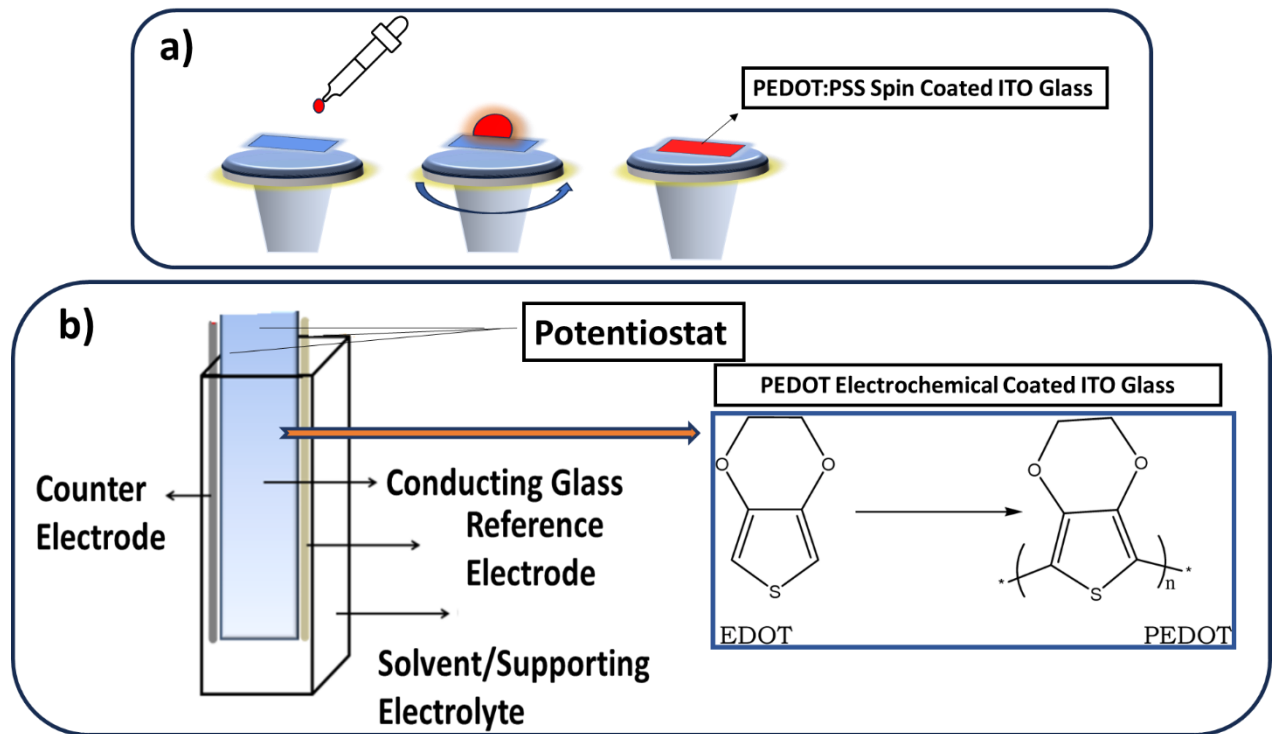 a)
PEDOT:PSS Spin Coated ITO Glass
b)
Potentiostat
PEDOT Electrochemical Coated ITO Glass
Counter
Electrode
Conducting Glass
Reference
Electrode
Solvent/Supporting
Electrolyte
O
O
S
EDOT
O
O
*
(
)
n
*
S
PEDOT